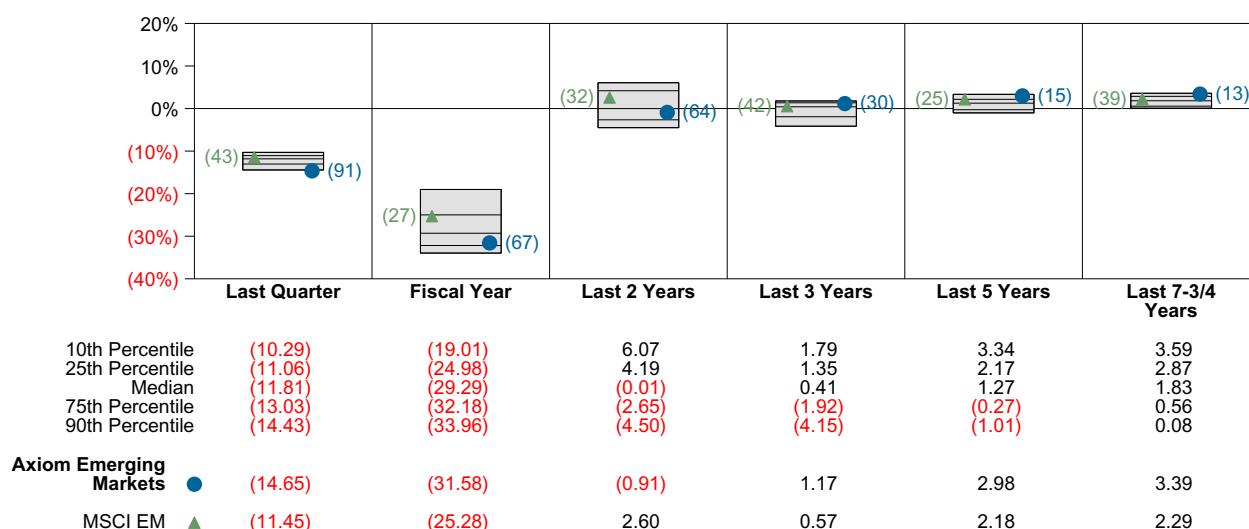 20%
10%
0%
(10%)
(20%)
(30%)
(40%)
(43) (91)
(27) (67)
(32) (64)
(42) (30)
(25) (15)
(39) (13)
Last Quarter Fiscal Year Last 2 Years Last 3 Years Last 5 Years Last 7-3/4
Years
10th Percentile (10.29) (19.01) 6.07 1.79 3.34 3.59
25th Percentile (11.06) (24.98) 4.19 1.35 2.17 2.87
Median (11.81) (29.29) (0.01) 0.41 1.27 1.83
75th Percentile (13.03) (32.18) (2.65) (1.92) (0.27) 0.56
90th Percentile (14.43) (33.96) (4.50) (4.15) (1.01) 0.08
Axiom Emerging
Markets (14.65) (31.58) (0.91) 1.17 2.98 3.39
MSCI EM (11.45) (25.28) 2.60 0.57 2.18 2.29